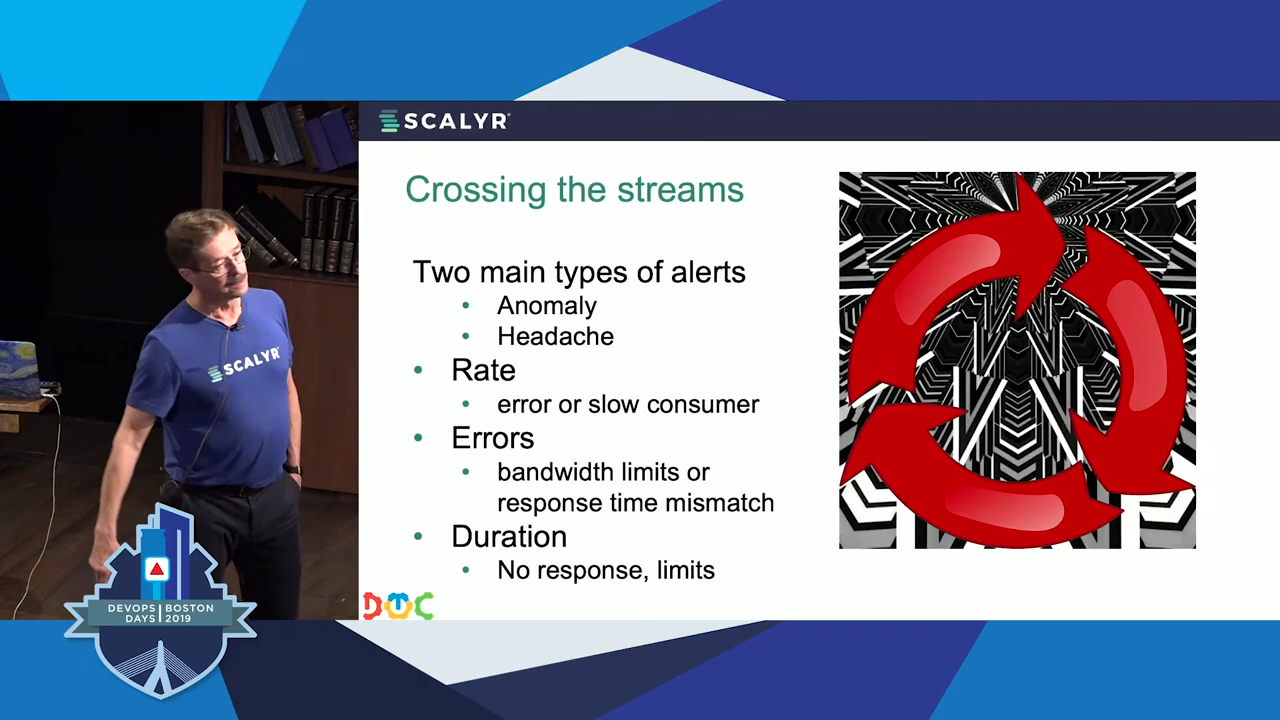 SCALYR
Crossing the streams
Two main types of alerts
• Anomaly
• Headache
• Rate
• error or slow consumer
• Errors
• bandwidth limits or
response time mismatch
• Duration
• No response, limits
SCALYR
DEVOPS BOSTON
DAYS 2019